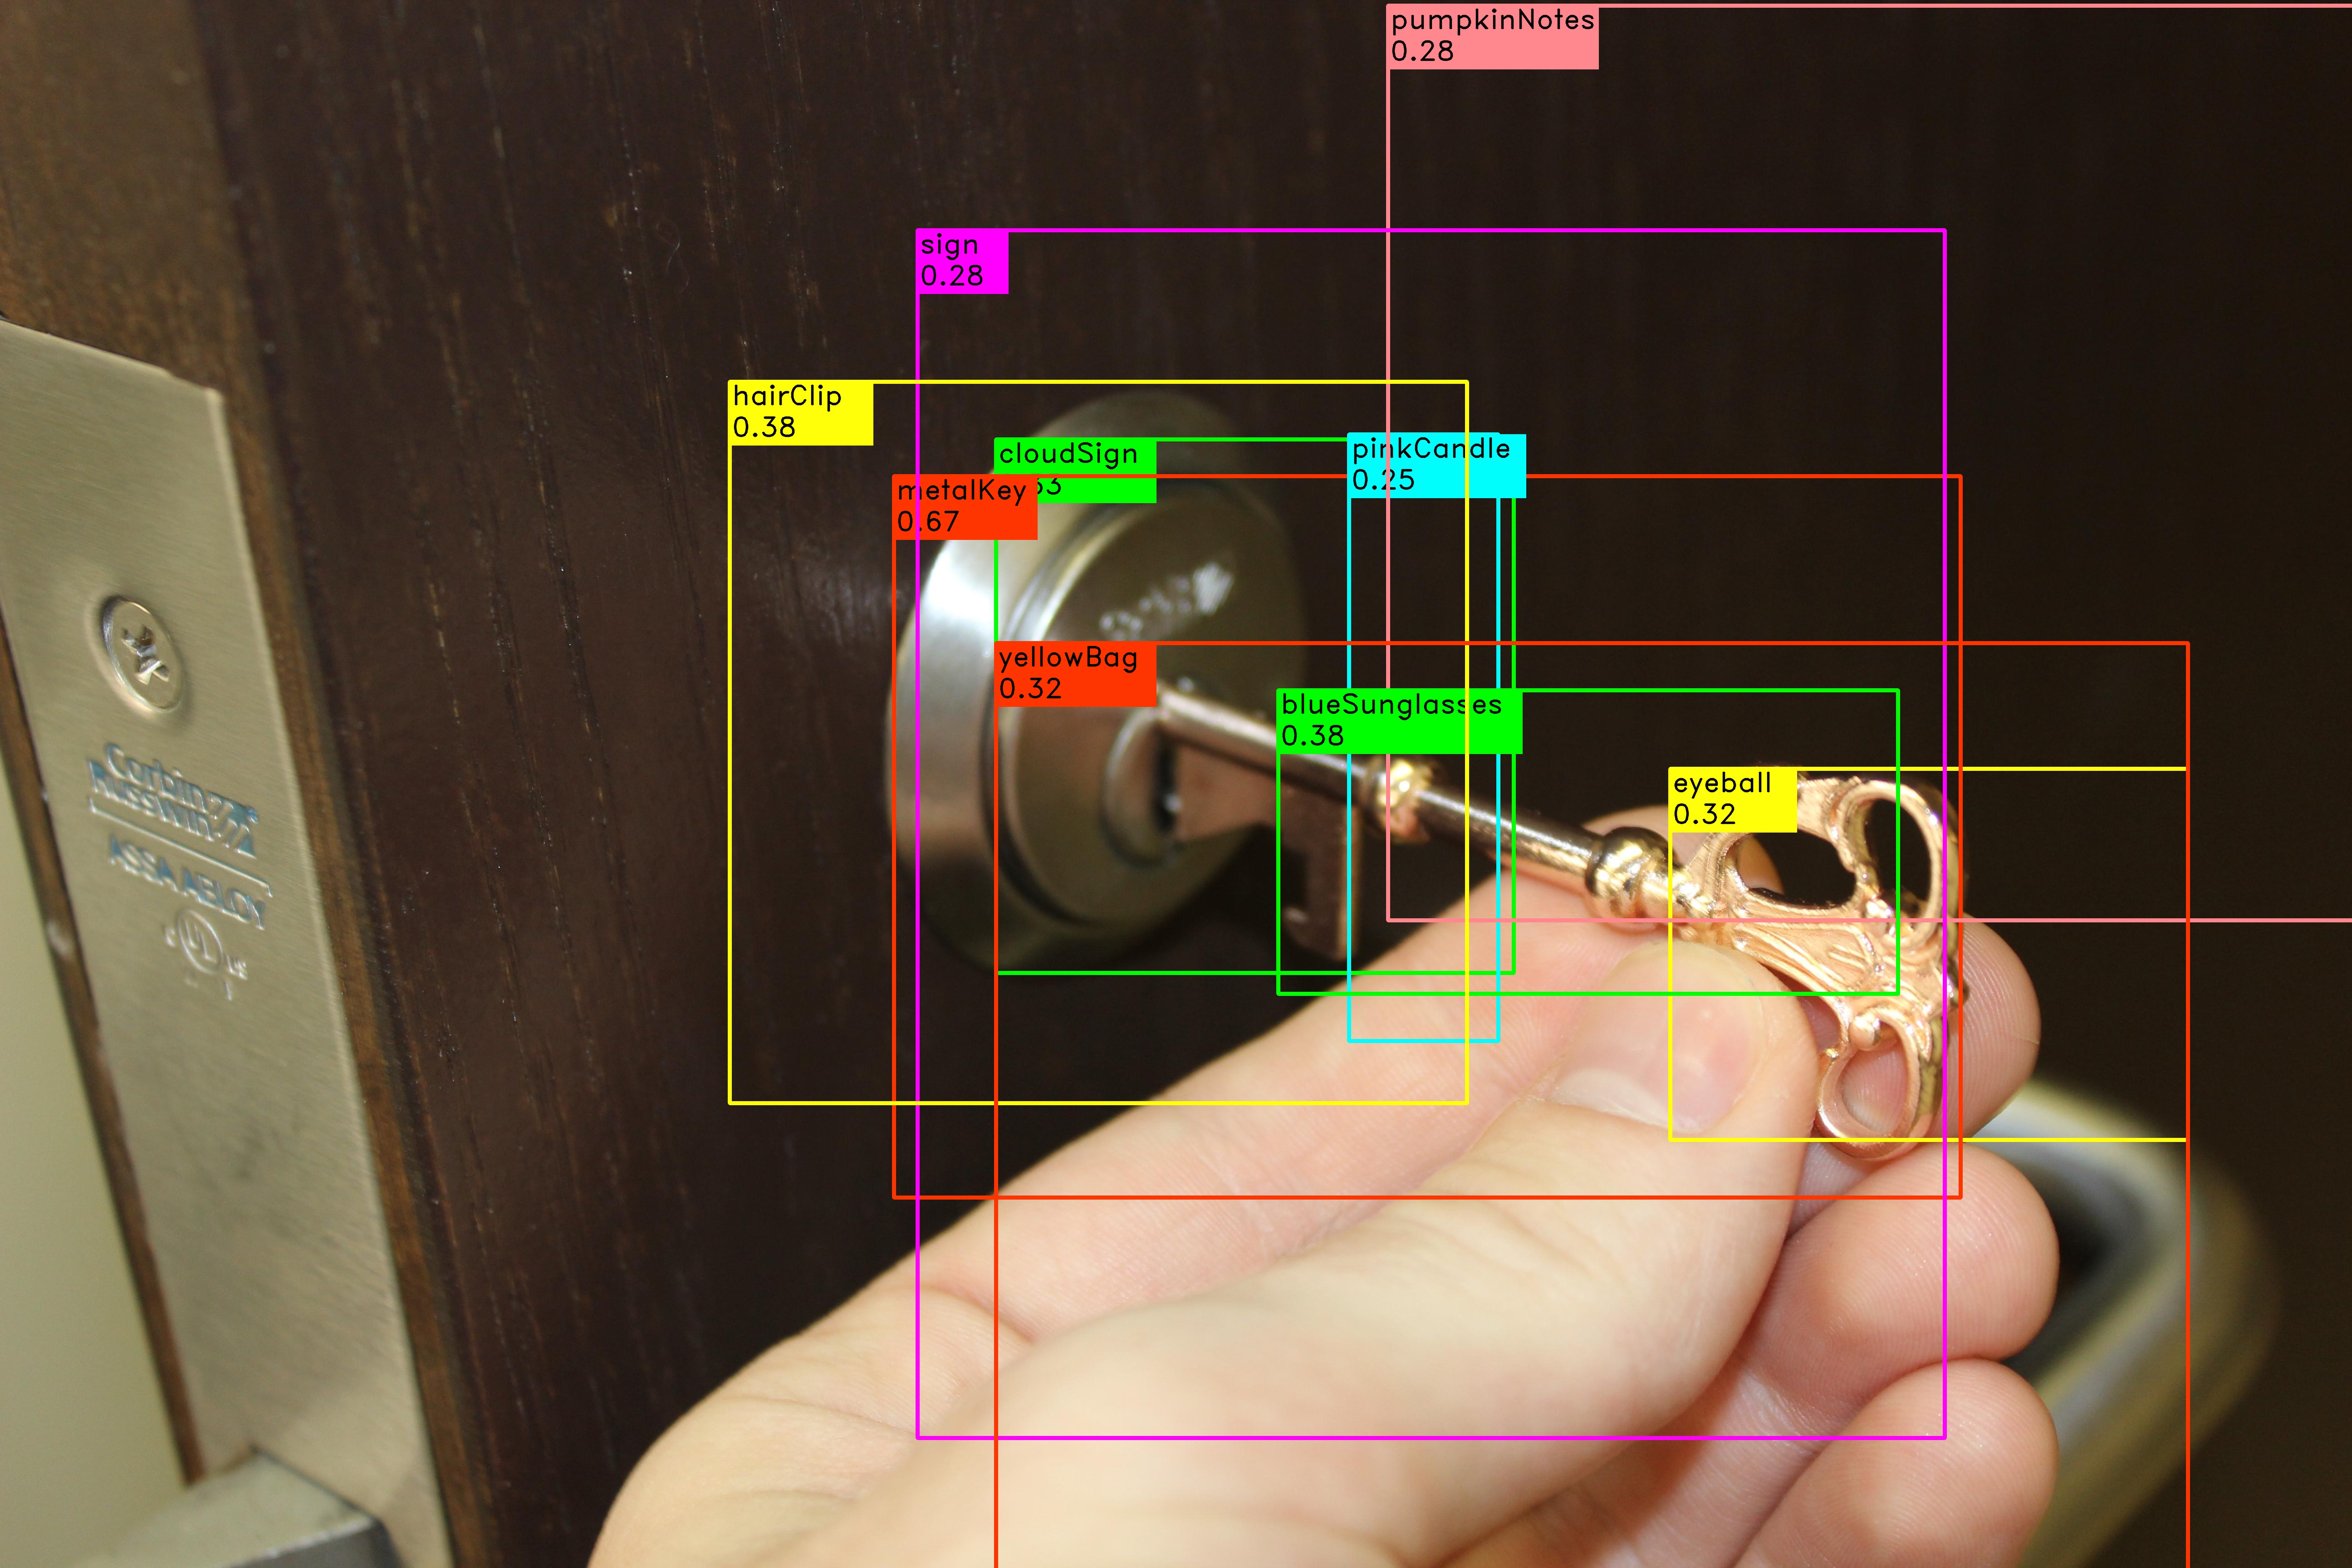 pumpkinNotes
0.28
sign
0.28
hairClip
0.38
cloudSign
pinkCandle
0.25
metalKey
0.67
yellowBag
0.32
blueSunglasses
0.38
eyeball
0.32
Corbin
Russwin
ASSA ABLOY
UL